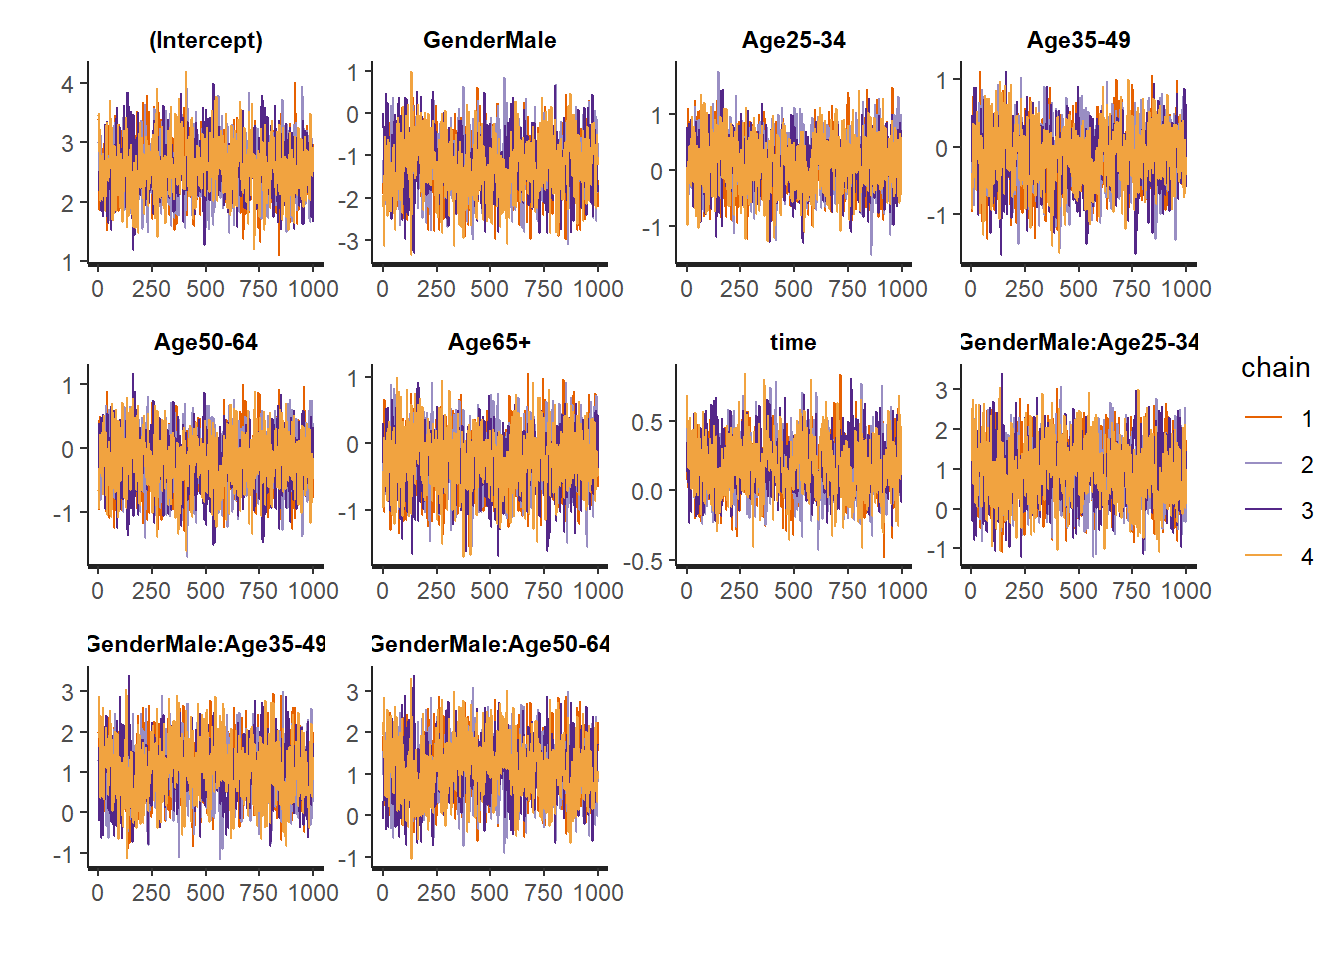 (Intercept) GenderMale Age25-34 Age35-49
4 3 2 1
1 0 -1 -2 -3
1 0 -1
1 0 -1
0 250 500 750 1000 0 250 500 750 1000 0 250 500 750 1000 0 250 500 750 1000
Age50-64 Age65+ time GenderMale:Age25-34
1 0 -1
1 0 -1
0.5 0.0 -0.5
3 2 1 0 -1
0 250 500 750 1000 0 250 500 750 1000 0 250 500 750 1000 0 250 500 750 1000
GenderMale:Age35-49 GenderMale:Age50-64
3 2 1 0 -1
3 2 1 0 -1
0 250 500 750 1000 0 250 500 750 1000
chain
1
2
3
4